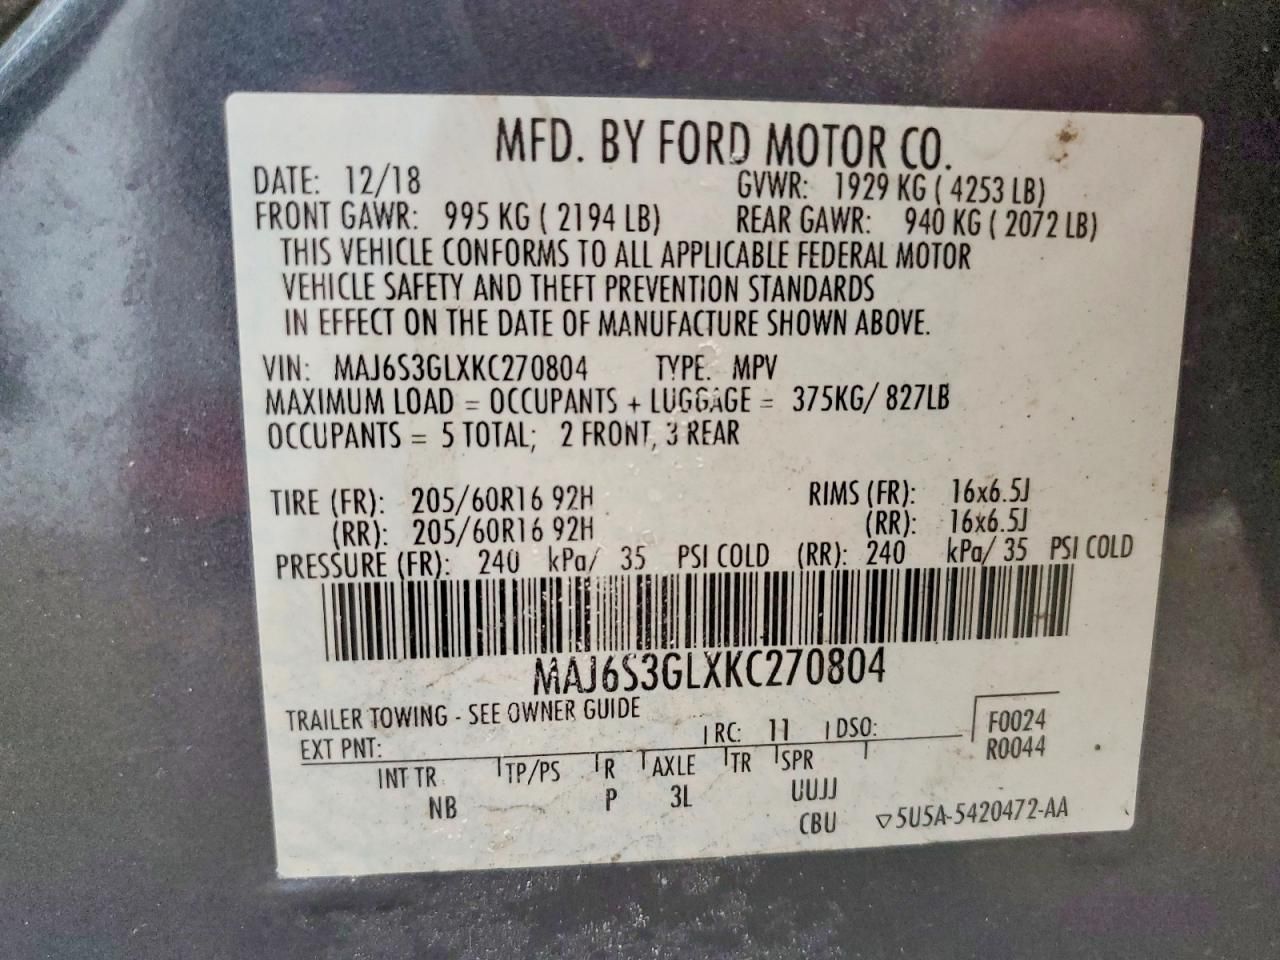 MFD. BY FORD MOTOR CO.
DATE: 12/18 GVWR: 1929 KG ( 4253 LB)
FRONT GAWR: 995 KG ( 2194 LB) REAR GAWR: 940 KG ( 2072 LB)
THIS VEHICLE CONFORMS TO ALL APPLICABLE FEDERAL MOTOR
VEHICLE SAFETY AND THEFT PREVENTION STANDARDS
IN EFFECT ON THE DATE OF MANUFACTURE SHOWN ABOVE.
VIN: MAJ6S3GLXKC270804 TYPE: MPV
MAXIMUM LOAD = OCCUPANTS + LUGGAGE = 375KG/ 827LB
OCCUPANTS = 5 TOTAL; 2 FRONT, 3 REAR
TIRE (FR): 205/60R16 92H RIMS (FR): 16x6.5J
(RR): 205/60R16 92H (RR): 16x6.5J
PRESSURE (FR): 240 kPa/ 35 PSI COLD (RR): 240 kPa/ 35 PSI COLD
MAJ6S3GLXKC270804
TRAILER TOWING - SEE OWNER GUIDE
EXT PNT: RC: 11 DSO: F0024
R0044
INT TR TP/PS R AXLE TR SPR
NB P 3L UUJJ
CBU ▽5U5A-5420472-AA